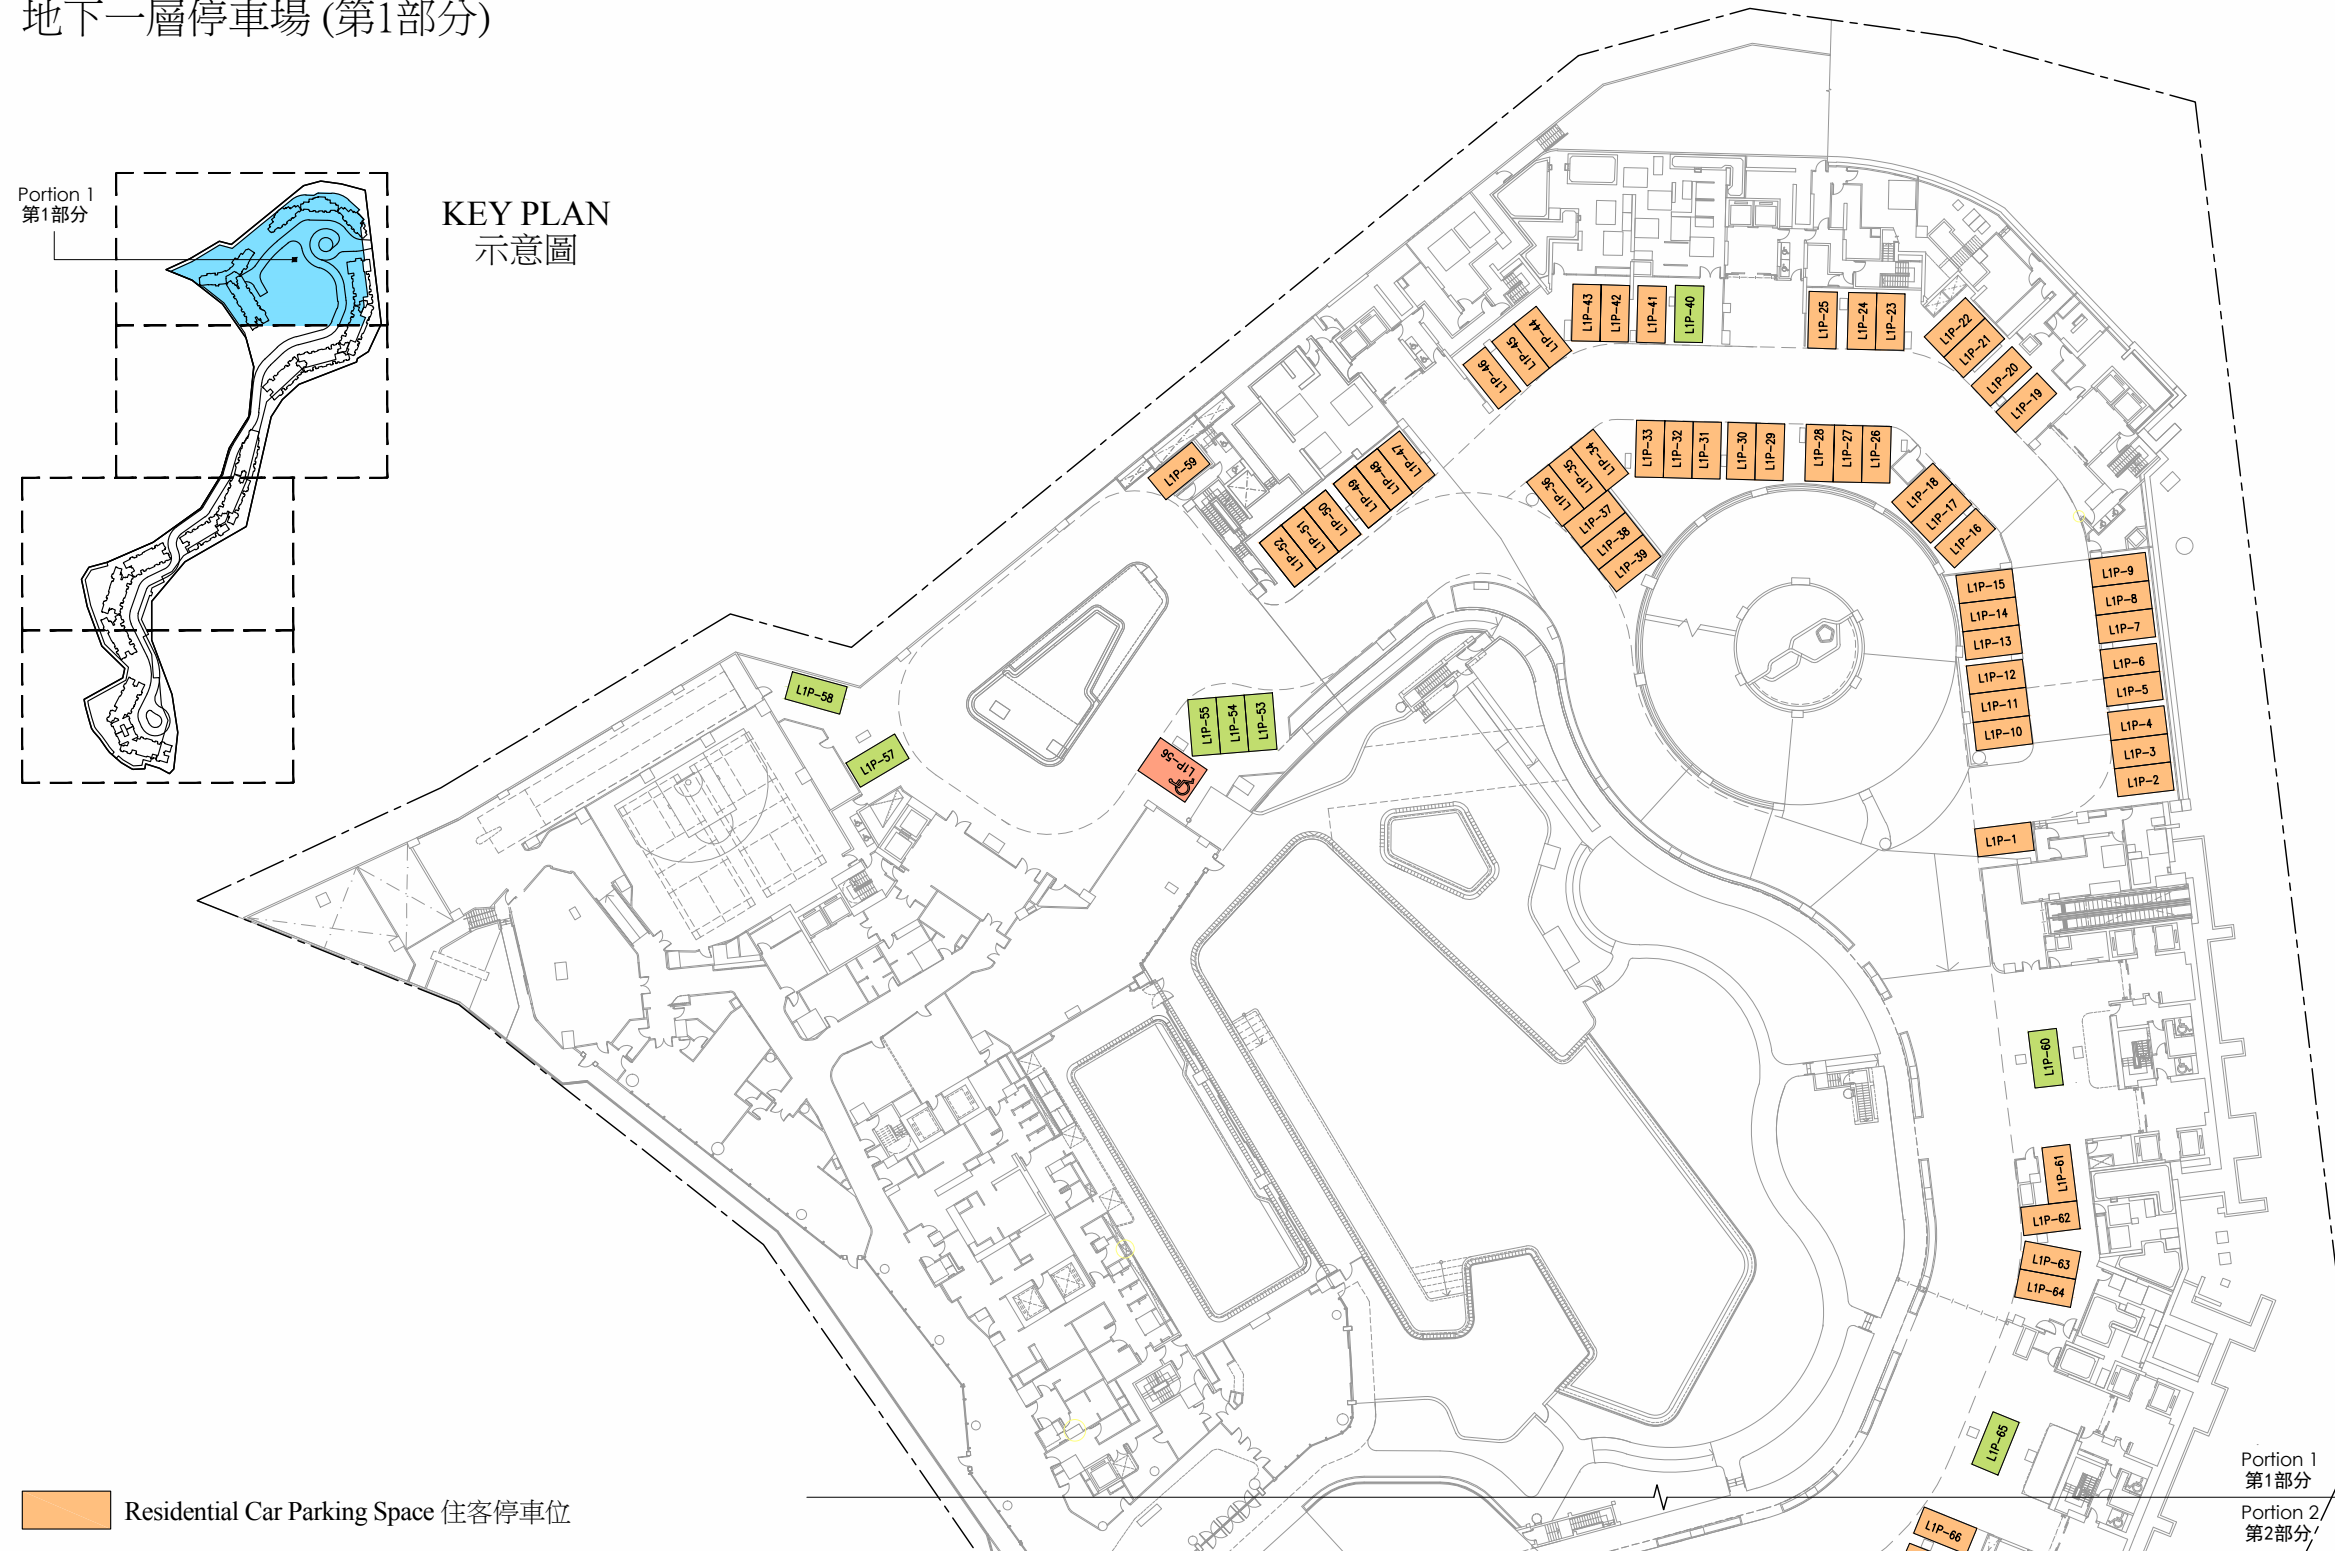 地下一層停車場 (第1部分)
Portion 1
第1部分
KEY PLAN
示意圖
L1P-43
L1P-42
L1P-41
L1P-40
L1P-25
L1P-24
L1P-23
L1P-22
L1P-21
L1P-20
L1P-19
L1P-44
L1P-45
L1P-46
L1P-47
L1P-48
L1P-49
L1P-50
L1P-51
L1P-52
L1P-59
L1P-33
L1P-32
L1P-31
L1P-30
L1P-29
L1P-28
L1P-27
L1P-26
L1P-34
L1P-35
L1P-36
L1P-37
L1P-38
L1P-39
L1P-18
L1P-17
L1P-16
L1P-15
L1P-14
L1P-13
L1P-12
L1P-11
L1P-10
L1P-9
L1P-8
L1P-7
L1P-6
L1P-5
L1P-4
L1P-3
L1P-2
L1P-1
L1P-58
L1P-57
L1P-55
L1P-54
L1P-53
L1P-56
L1P-60
L1P-61
L1P-62
L1P-63
L1P-64
L1P-65
L1P-66
Portion 1
第1部分
Portion 2
第2部分
Residential Car Parking Space 住客停車位